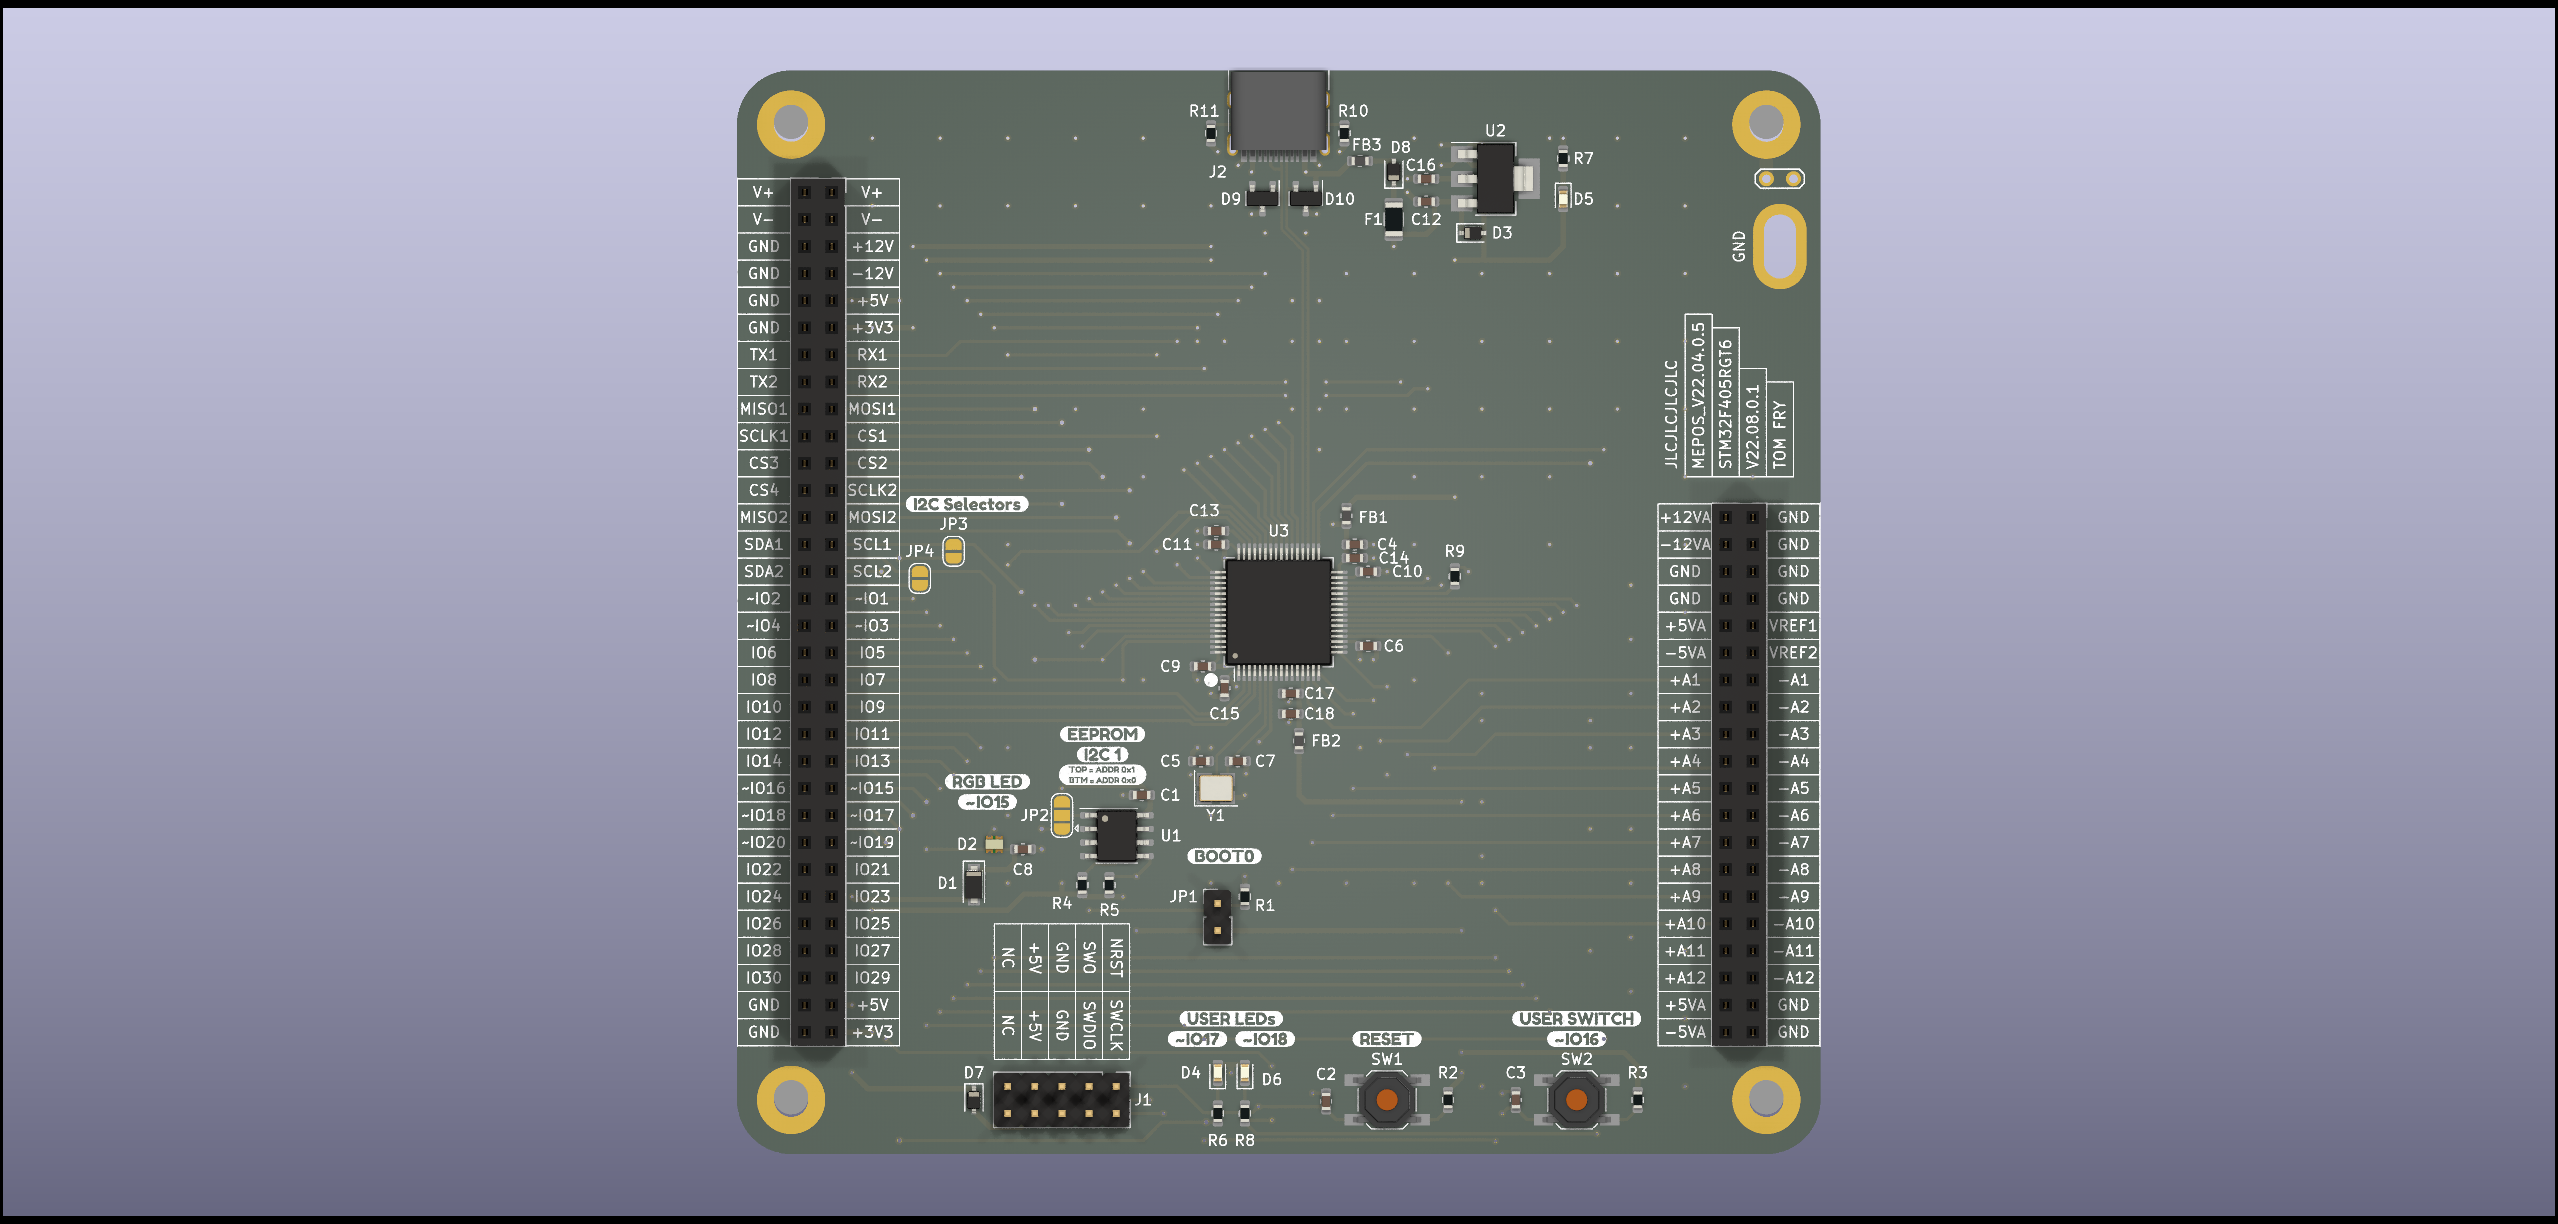 R11
R10
J2
FB3
D8
C16
U2
R7
D9
D10
F1
C12
D5
D3
GND
V+ V+
V- V-
GND +12V
GND -12V
GND +5V
GND +3V3
TX1 RX1
TX2 RX2
MISO1 MOSI1
SCLK1 CS1
CS3 CS2
CS4 SCLK2
MISO2 MOSI2
SDA1 SCL1
SDA2 SCL2
~IO2 ~IO1
~IO4 ~IO3
IO6 IO5
IO8 IO7
IO10 IO9
IO12 IO11
IO14 IO13
~IO16 ~IO15
~IO18 ~IO17
~IO20 ~IO19
IO22 IO21
IO24 IO23
IO26 IO25
IO28 IO27
IO30 IO29
GND +5V
GND +3V3
JLCJLCJLCJLC
MEPOS_V22.04.0.5
STM32F405RGT6
V22.08.0.1
TOM FRY
I2C Selectors
JP3
JP4
C13
C11
U3
FB1
C4
C14
C10
R9
C6
C9
C15
C17
C18
FB2
+12VA GND
-12VA GND
GND GND
GND GND
+5VA VREF1
-5VA VREF2
+A1 -A1
+A2 -A2
+A3 -A3
+A4 -A4
+A5 -A5
+A6 -A6
+A7 -A7
+A8 -A8
+A9 -A9
+A10 -A10
+A11 -A11
+A12 -A12
+5VA GND
-5VA GND
EEPROM
I2C 1
TOP = ADDR 0x1
BTM = ADDR 0x0
RGB LED
~IO15
C5
C7
C1
Y1
JP2
U1
D2
C8
D1
R4
R5
BOOT0
JP1
R1
NC +5V GND SWO NRST
NC +5V GND SWDIO SWCLK
D7
J1
USER LEDs
~IO17 ~IO18
D4
D6
R6 R8
RESET
SW1
C2
R2
USER SWITCH
~IO16
SW2
C3
R3